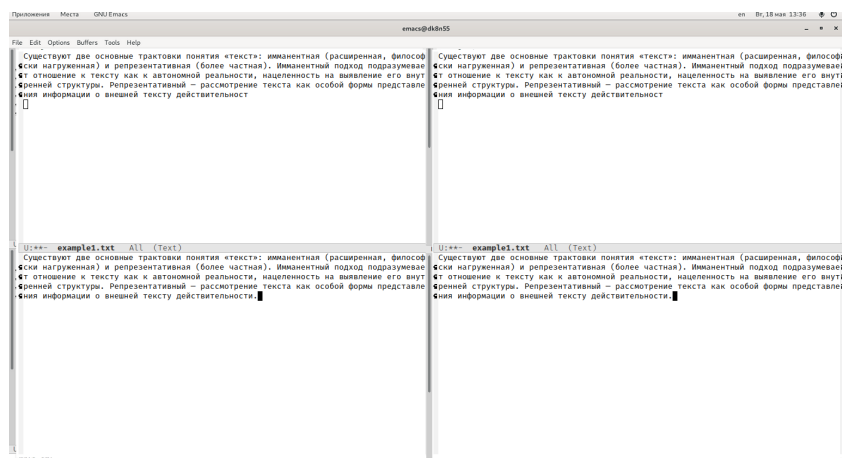 Приложения Места GNU Emacs en Вт, 18 мая 13:36
emacs@dk8n55
File Edit Options Buffers Tools Help
Существуют две основные трактовки понятия «текст»: имманентная (расширенная, философ
ски нагруженная) и репрезентативная (более частная). Имманентный подход подразумевае
т отношение к тексту как к автономной реальности, нацеленность на выявление его внут
ренней структуры. Репрезентативный — рассмотрение текста как особой формы представле
ния информации о внешней тексту действительност
U:**- example1.txt All (Text)
Существуют две основные трактовки понятия «текст»: имманентная (расширенная, философ
ски нагруженная) и репрезентативная (более частная). Имманентный подход подразумевае
т отношение к тексту как к автономной реальности, нацеленность на выявление его внут
ренней структуры. Репрезентативный — рассмотрение текста как особой формы представле
ния информации о внешней тексту действительности.
Существуют две основные трактовки понятия «текст»: имманентная (расширенная, философ
ски нагруженная) и репрезентативная (более частная). Имманентный подход подразумевае
т отношение к тексту как к автономной реальности, нацеленность на выявление его внут
ренней структуры. Репрезентативный — рассмотрение текста как особой формы представле
ния информации о внешней тексту действительност
U:**- example1.txt All (Text)
Существуют две основные трактовки понятия «текст»: имманентная (расширенная, философ
ски нагруженная) и репрезентативная (более частная). Имманентный подход подразумевае
т отношение к тексту как к автономной реальности, нацеленность на выявление его внут
ренней структуры. Репрезентативный — рассмотрение текста как особой формы представле
ния информации о внешней тексту действительности.